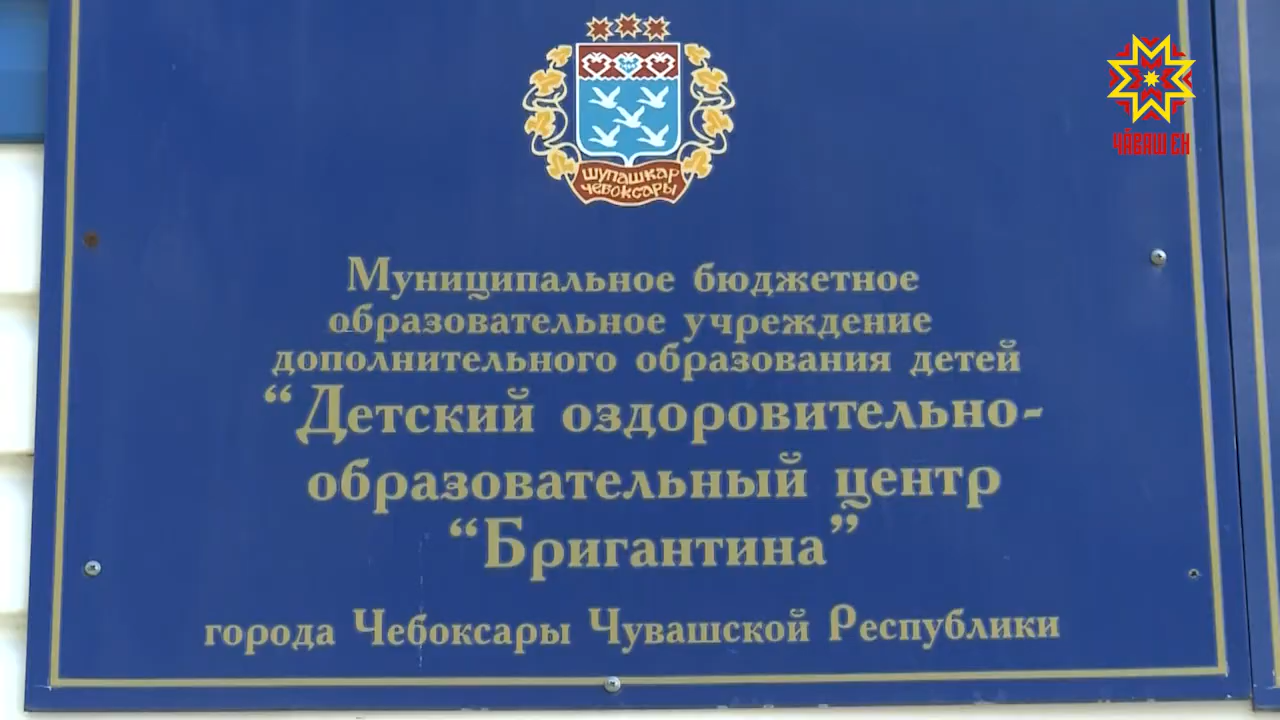 ЧӐВАШ ЕН
ШУПАШКАР
ЧЕБОКСАРЫ
Муниципальное бюджетное
образовательное учреждение
дополнительного образования детей
“Детский оздоровительно-
образовательный центр
“Бригантина”
города Чебоксары Чувашской Республики